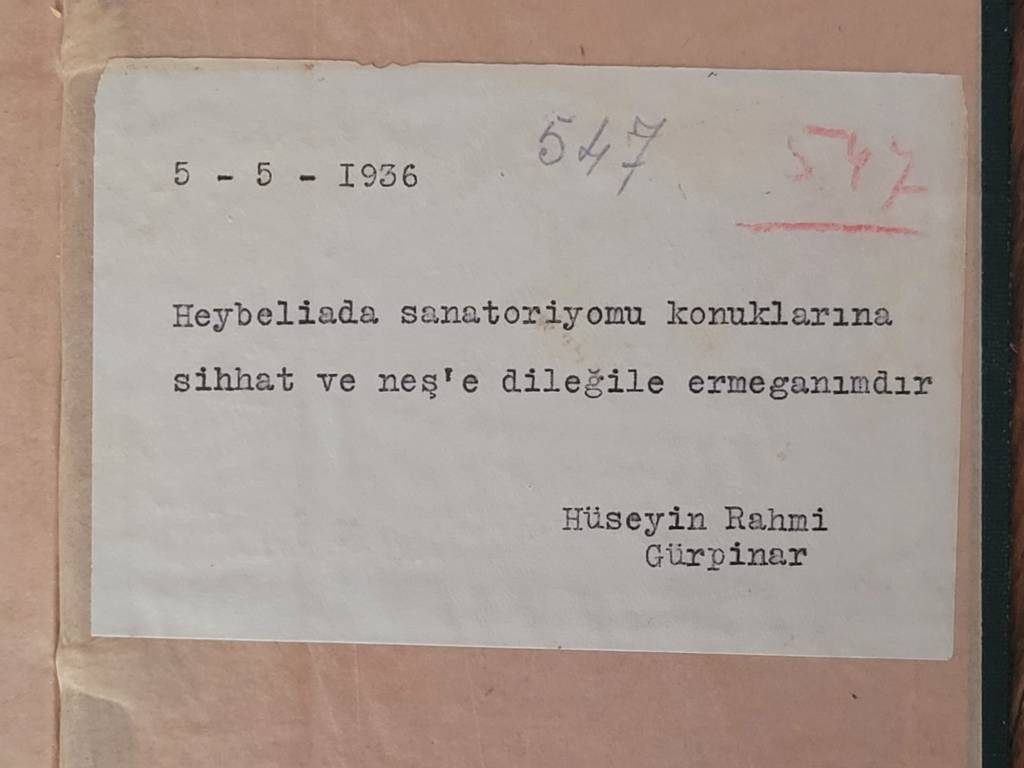 547
547
5 - 5 - I936
Heybeliada sanatoriyomu konuklarına
sihhat ve neş'e dileğile ermeganımdır
Hüseyin Rahmi
Gürpinar